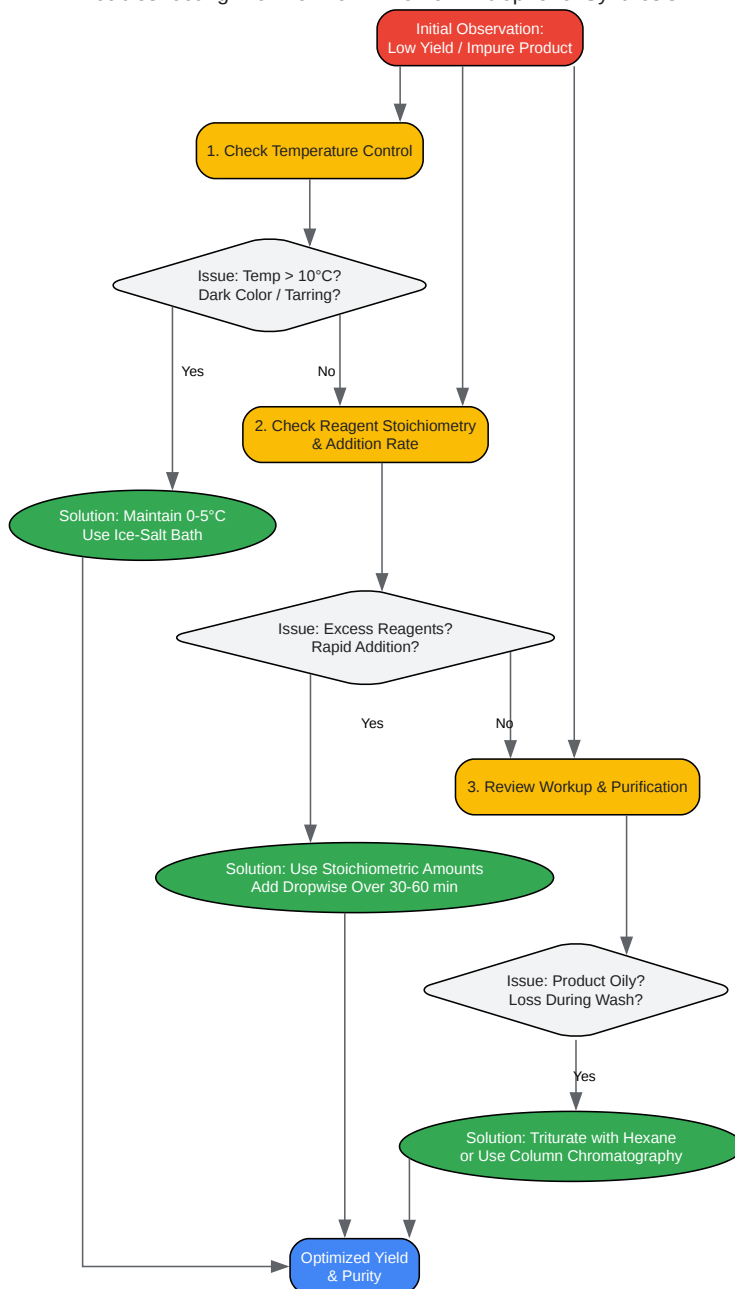 Initial Observation:
Low Yield / Impure Product
1. Check Temperature Control
Issue: Temp > 10°C?
Dark Color / Tarring?
Yes
No
2. Check Reagent Stoichiometry
& Addition Rate
Solution: Maintain 0-5°C
Use Ice-Salt Bath
Issue: Excess Reagents?
Rapid Addition?
Yes
No
3. Review Workup & Purification
Solution: Use Stoichiometric Amounts
Add Dropwise Over 30-60 min
Issue: Product Oily?
Loss During Wash?
Yes
Solution: Triturate with Hexane
or Use Column Chromatography
Optimized Yield
& Purity